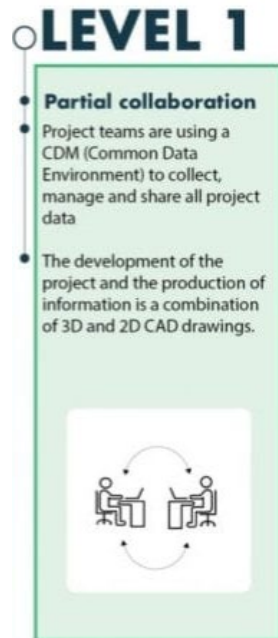 LEVEL 1
Partial collaboration
Project teams are using a
CDM (Common Data
Environment) to collect,
manage and share all project
data
The development of the
project and the production of
information is a combination
of 3D and 2D CAD drawings.